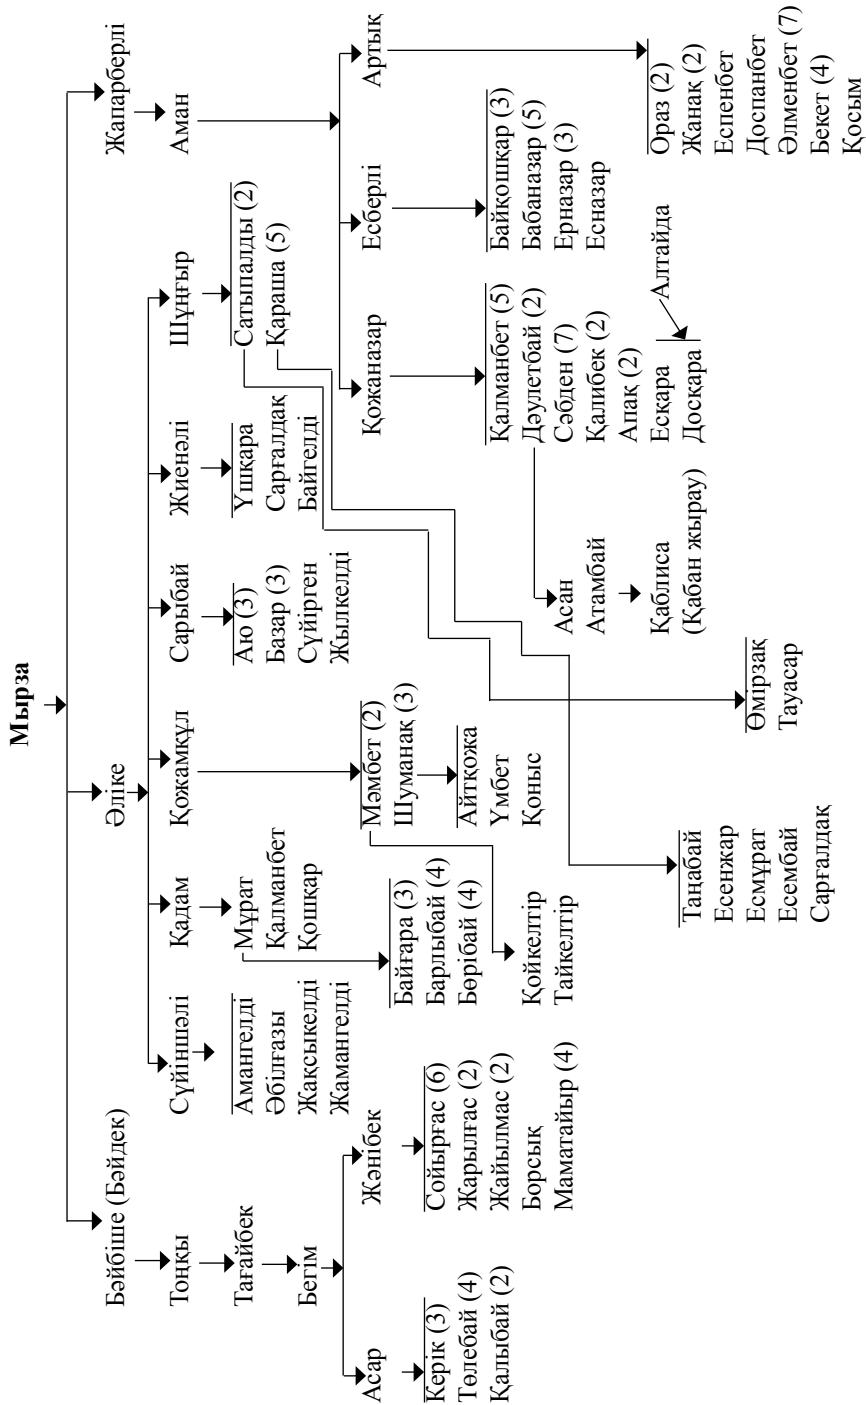 Мырза
Бәйбіше (Бәйдек)
Әліке
Жапарберлі
Тонқы
Сүйіншәлі
Қадам
Қожамқұл
Сарыбай
Жиенәлі
Шұңғыр
Аман
Тағайбек
Амангелді
Әбілғазы
Жақсыкелді
Жамангелді
Мұрат
Қалманбет
Қошқар
Аю (3)
Базар (3)
Сүйірген
Жылкелді
Үшкара
Сарғалдақ
Байгелді
Сатыпалды (2)
Қараша (5)
Бегім
Асар
Жәнібек
Байғара (3)
Барлыбай (4)
Бөрібай (4)
Мәмбет (2)
Шуманақ (3)
Қожаназар
Есберлі
Артық
Керік (3)
Төлебай (4)
Қалыбай (2)
Сойырғас (6)
Жарылғас (2)
Жайылмас (2)
Борсық
Маматайыр (4)
Қойкелтір
Тайкелтір
Айтқожа
Үмбет
Қоныс
Қалманбет (5)
Дәулетбай (2)
Сәбден (7)
Қалибек (2)
Апақ (2)
Есқара
Досқара
Алтайда
Байқошкар (3)
Бабаназар (5)
Ерназар (3)
Есназар
Ораз (2)
Жанақ (2)
Еспенбет
Доспанбет
Әлменбет (7)
Бекет (4)
Қосым
Асан
Атамбай
Қаблиса
(Қабан жырау)
Таңабай
Есенжар
Есмұрат
Есембай
Сарғалдақ
Өмірзақ
Тауасар